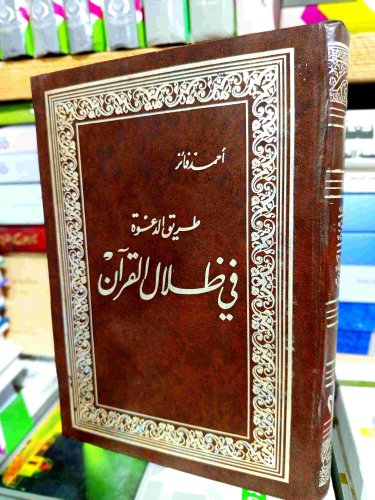 أحمد فائز
طريق الدعوة
في ظلال القرآن